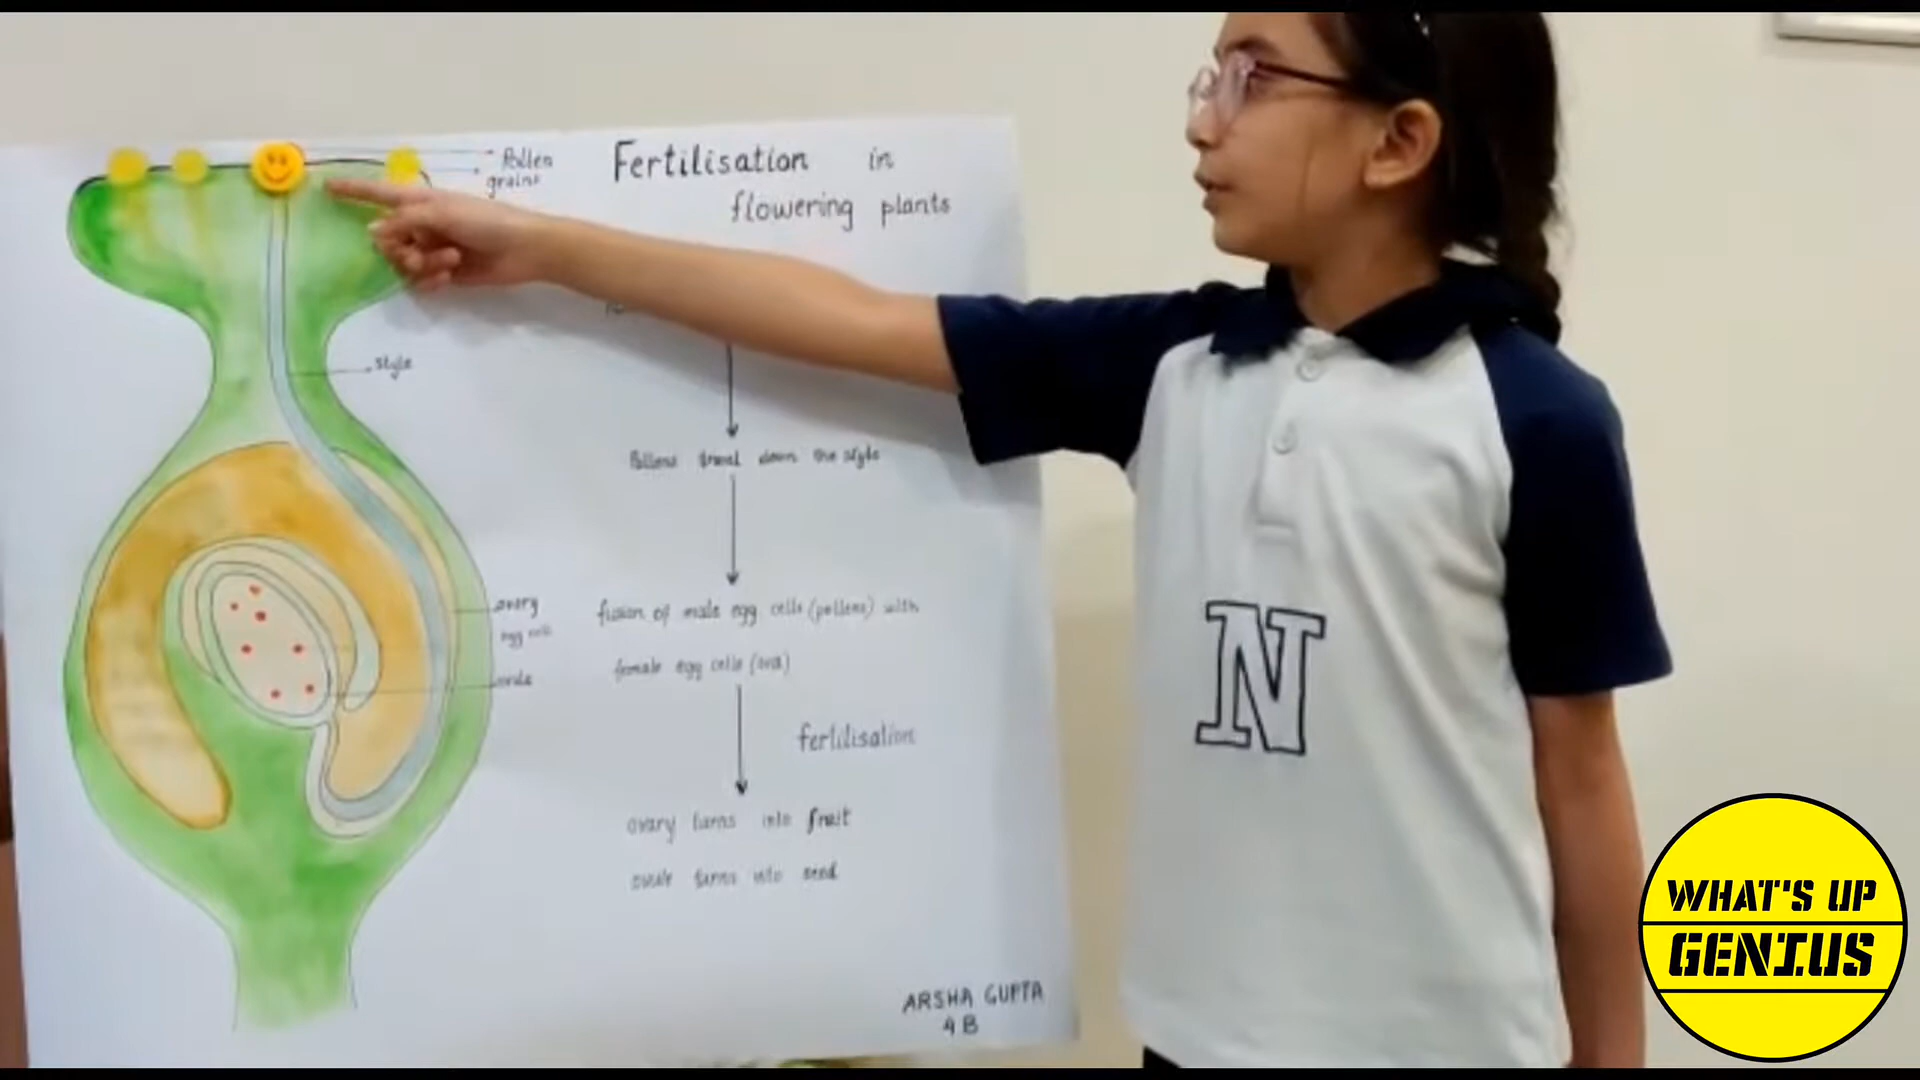 Pollen
grains
Fertilisation in
flowering plants
style
Pollens travel down the style
ovary
egg cells
ovule
fusion of male egg cells (pollens) with
female egg cells (ova)
fertilisation
ovary turns into fruit
ovule turns into seed
ARSHA GUPTA
4 B
N
WHAT'S UP
GENIUS